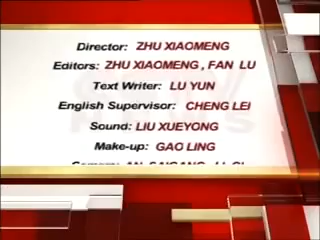 Director: ZHU XIAOMENG
Editors: ZHU XIAOMENG , FAN LU
Text Writer: LU YUN
English Supervisor: CHENG LEI
Sound: LIU XUEYONG
Make-up: GAO LING